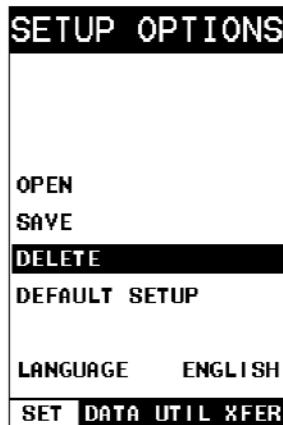 SETUP OPTIONS
OPEN
SAVE
DELETE
DEFAULT SETUP
LANGUAGE ENGLISH
SET DATA UTIL XFER